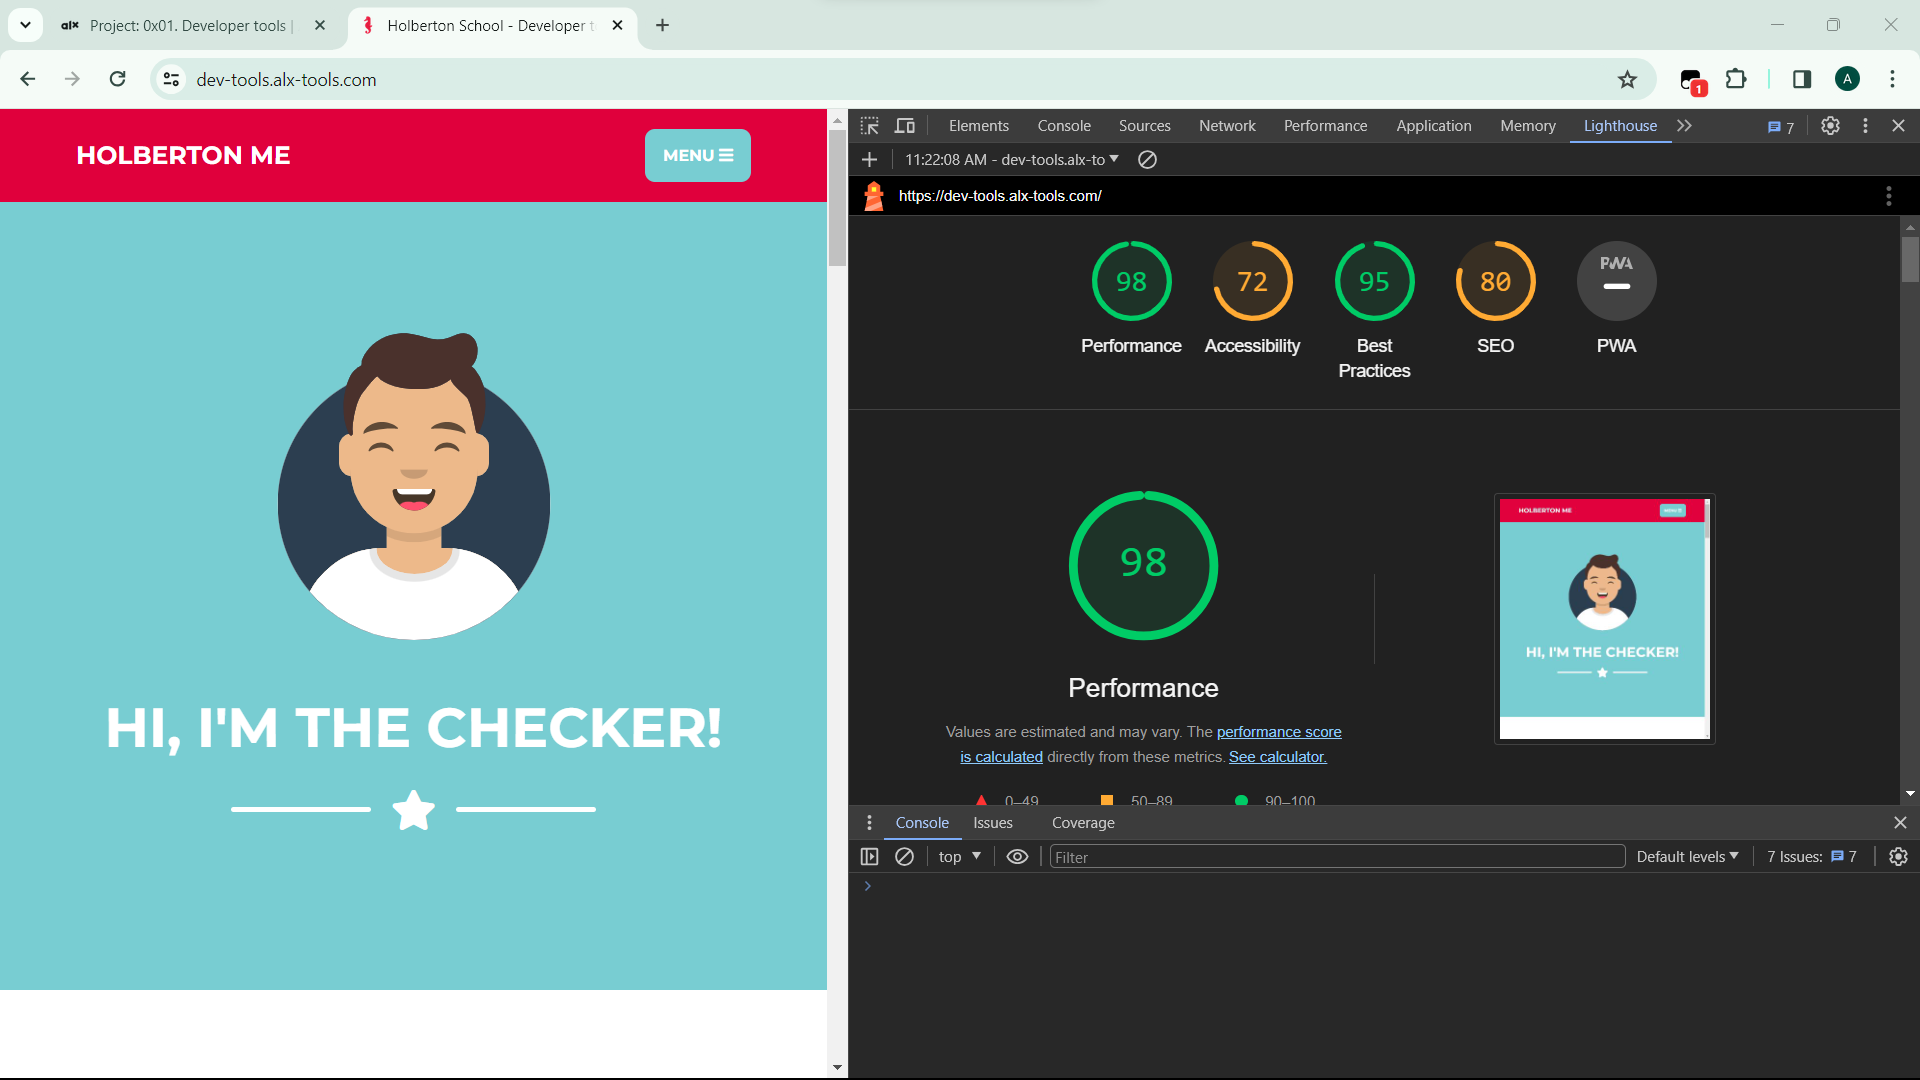 alx Project: 0x01. Developer tools |
Holberton School - Developer t
dev-tools.alx-tools.com
1
A
HOLBERTON ME
MENU
HI, I'M THE CHECKER!
Elements Console Sources Network Performance Application Memory Lighthouse 7
11:22:08 AM - dev-tools.alx-to
https://dev-tools.alx-tools.com/
98 72 95 80 PWA
Performance Accessibility Best Practices SEO PWA
98
Performance
Values are estimated and may vary. The performance score
is calculated directly from these metrics. See calculator.
0–49 50–89 90–100
HOLBERTON ME
HI, I'M THE CHECKER!
Console Issues Coverage
top Filter Default levels 7 Issues: 7